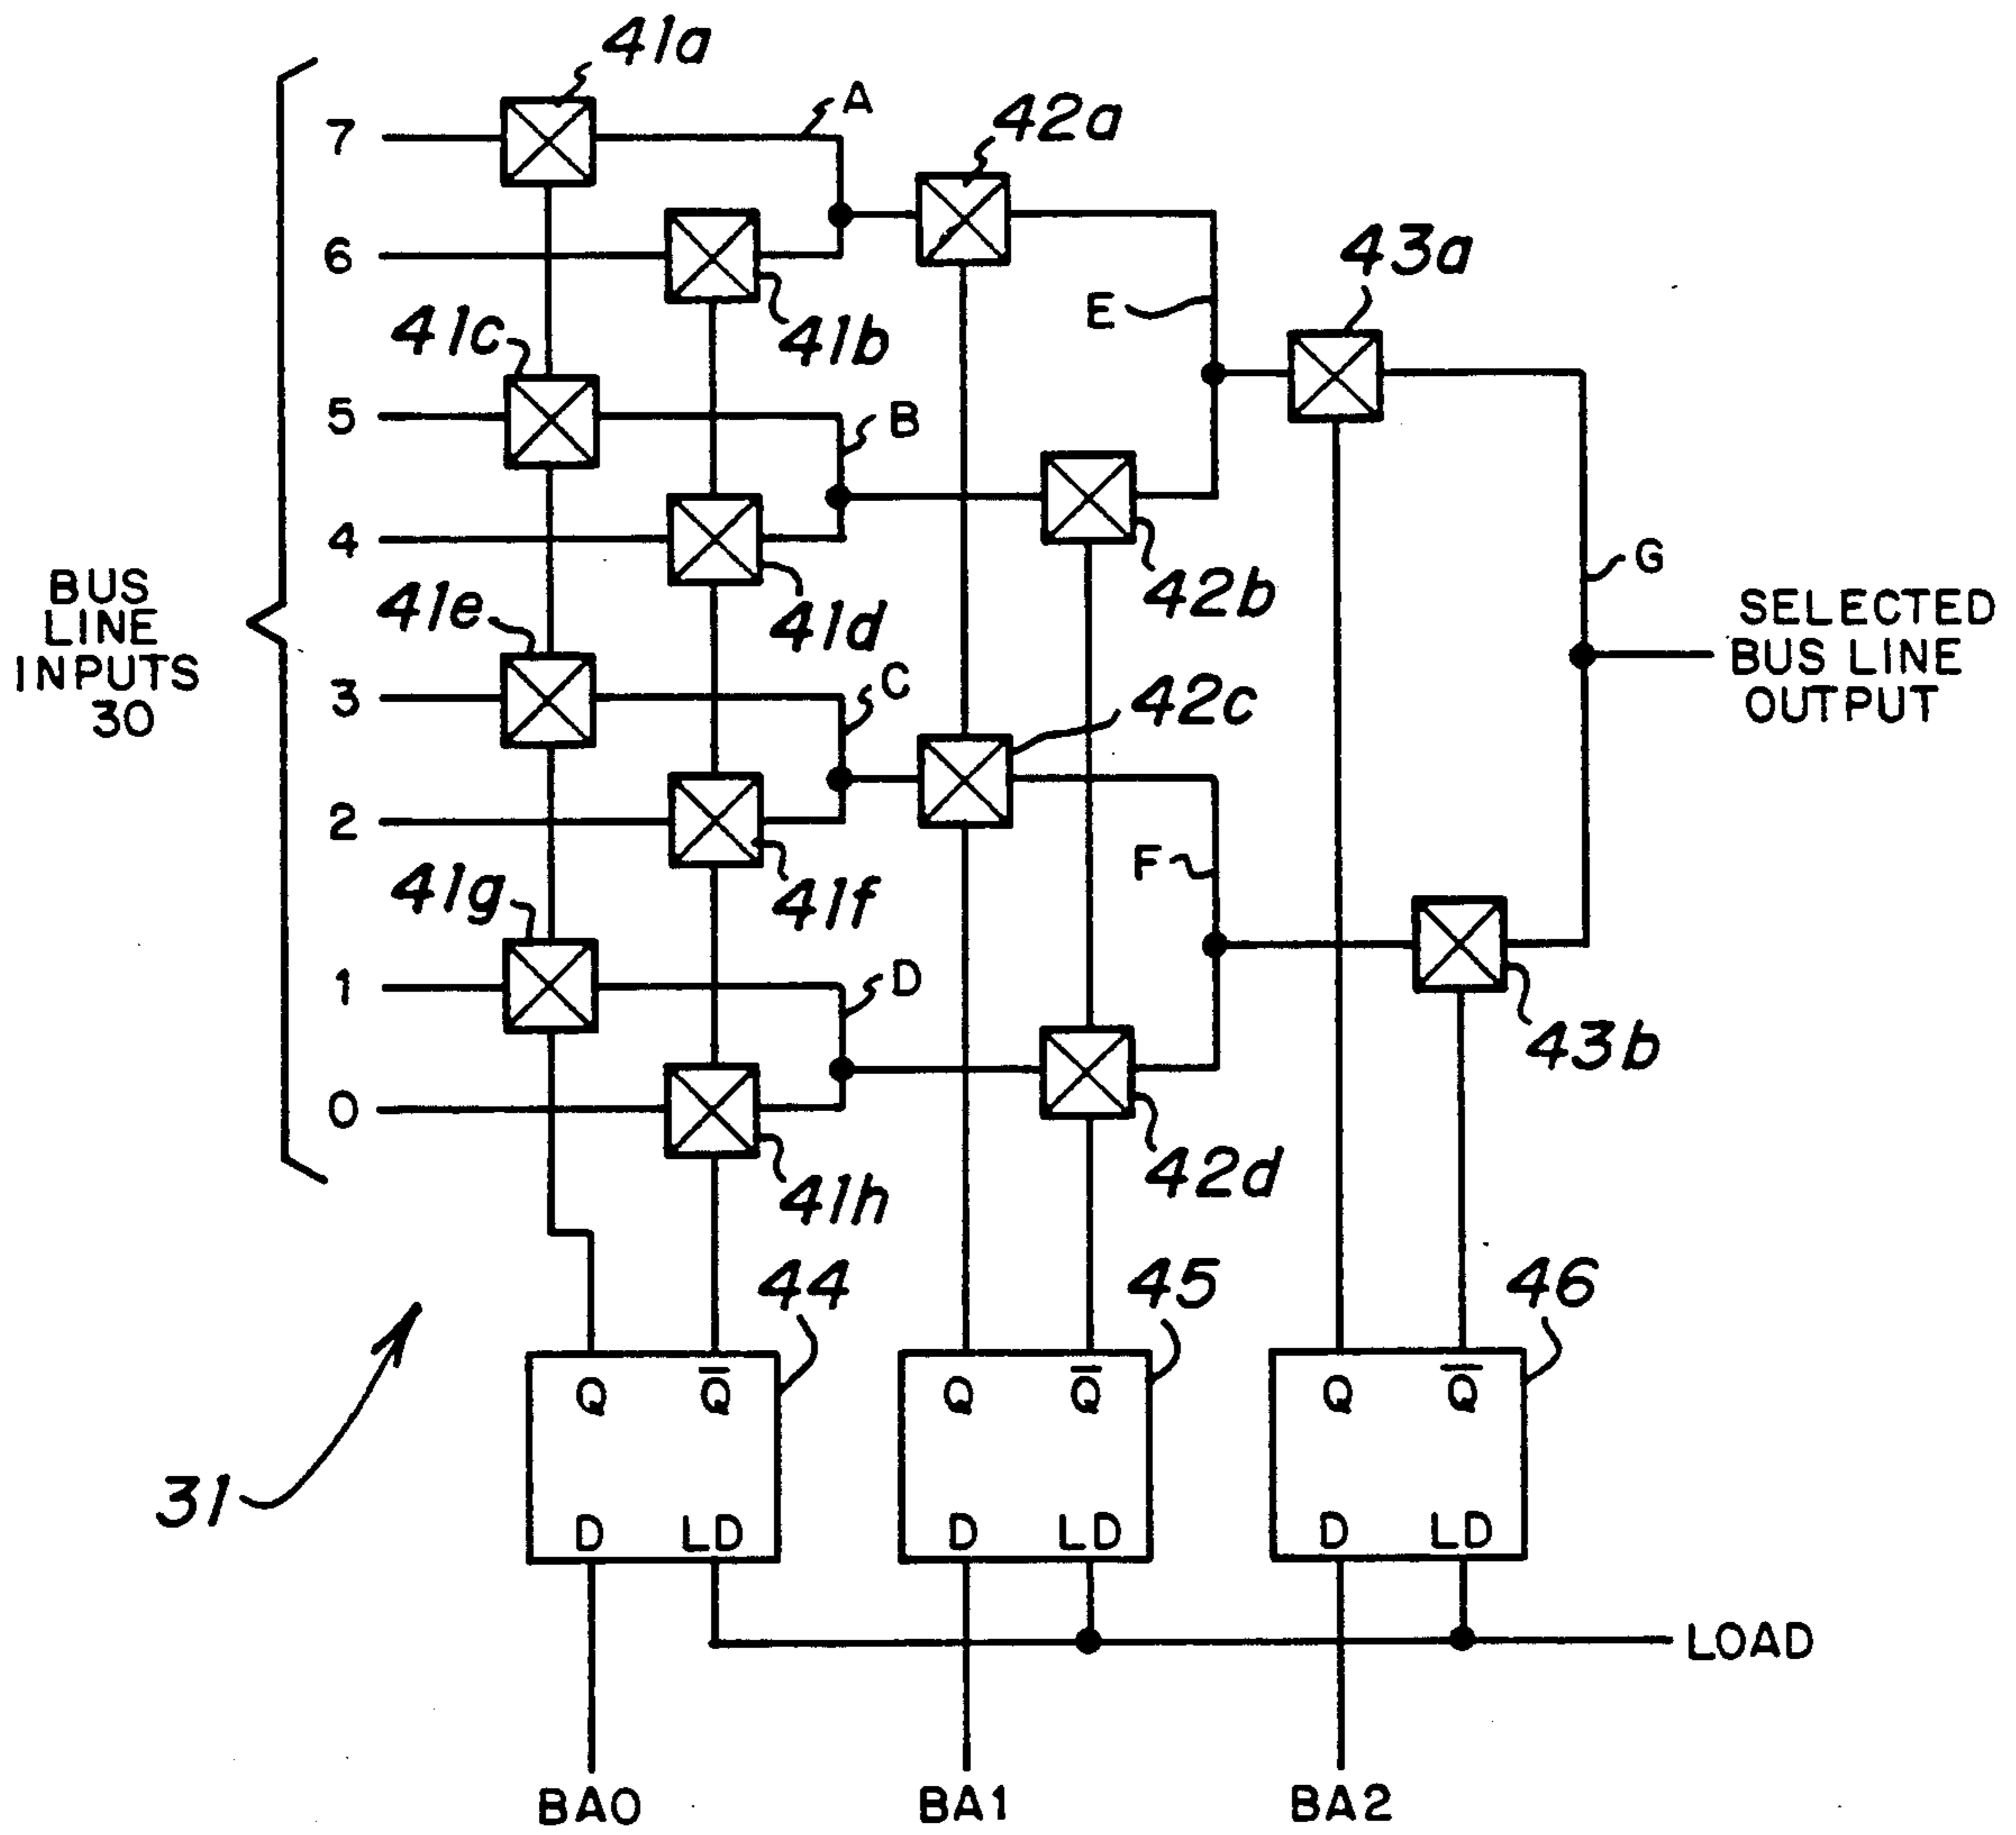 41a
A
42a
7
6
43a
E
41c
41b
5
B
4
BUS
LINE
INPUTS
30
41e
41d
42b
G
SELECTED
BUS LINE
OUTPUT
3
C
42c
2
F
41g
41f
1
D
43b
0
41h
42d
44
45
46
Q Q̅
Q Q̅
Q Q̅
31
D LD
D LD
D LD
LOAD
BA0
BA1
BA2